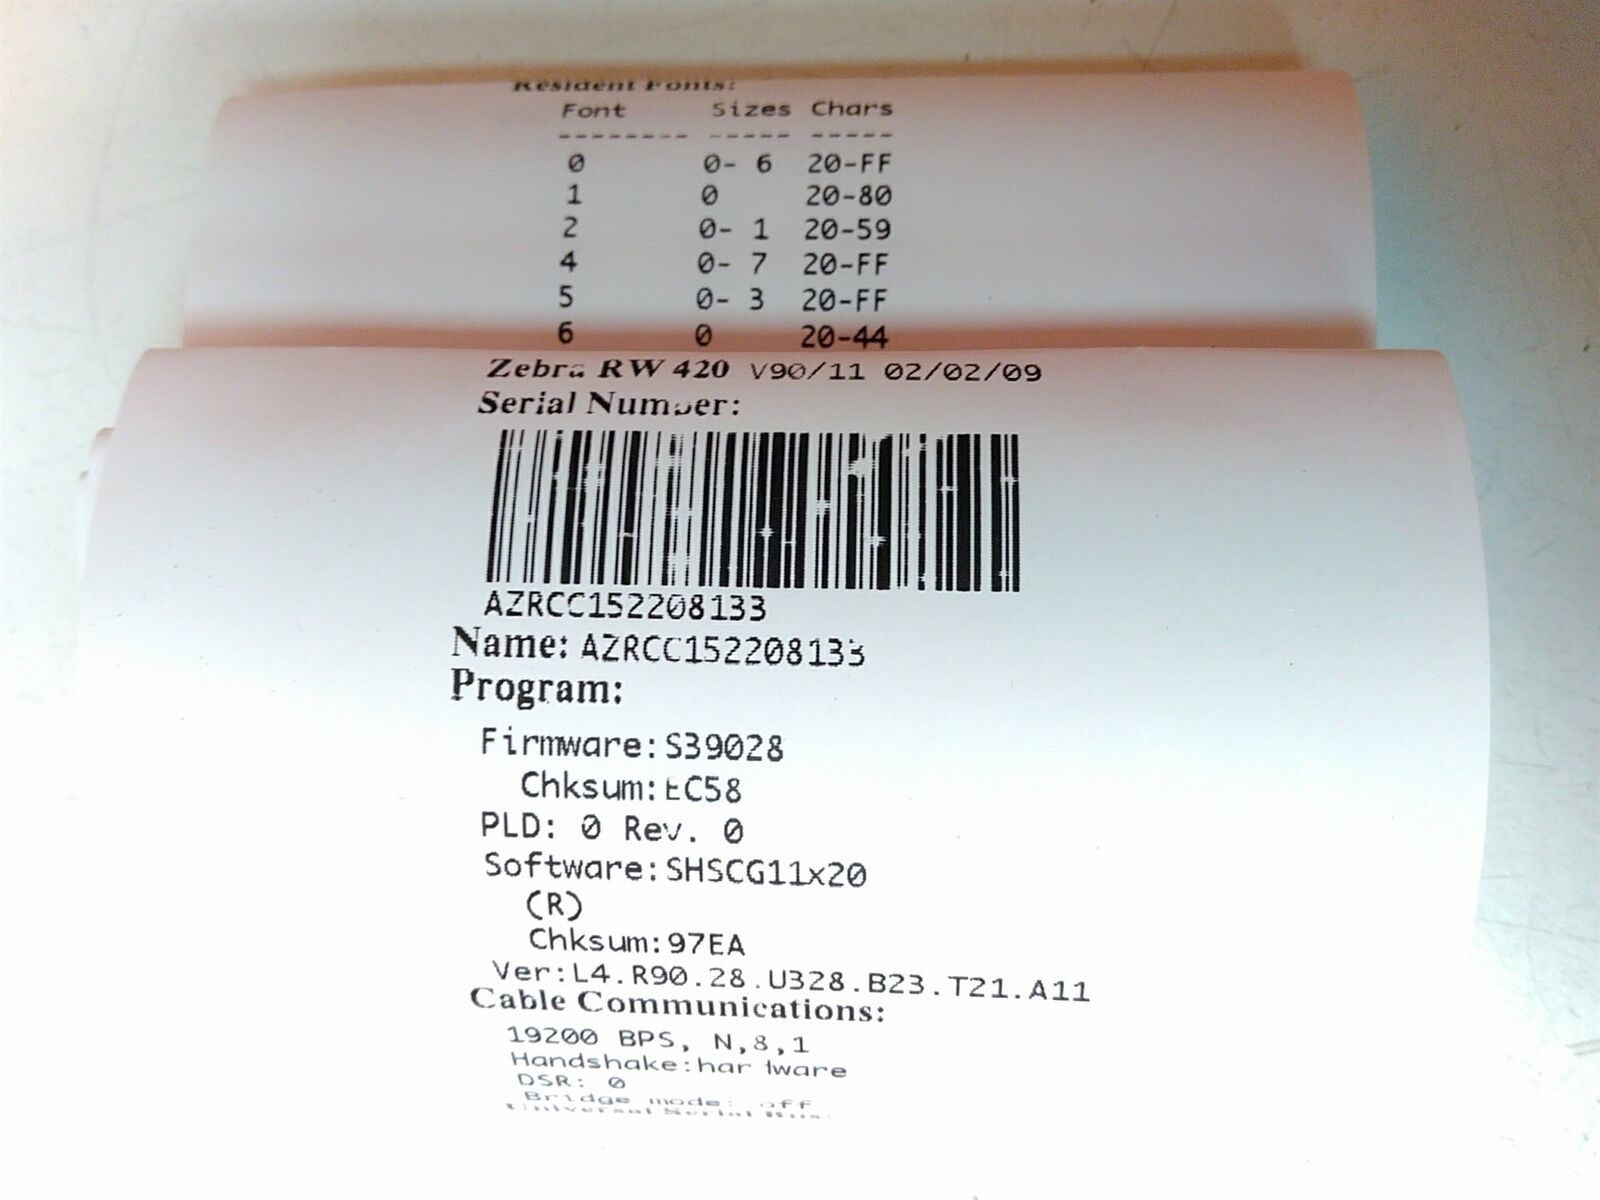 Resident Fonts:
Font Sizes Chars
-------- ----- -----
0 0- 6 20-FF
1 0 20-80
2 0- 1 20-59
4 0- 7 20-FF
5 0- 3 20-FF
6 0 20-44
Zebra RW 420 V90/11 02/02/09
Serial Number:
AZRCC152208133
Name: AZRCC152208133
Program:
Firmware:S39028
Chksum:EC58
PLD: 0 Rev. 0
Software:SHSCG11x20
(R)
Chksum:97EA
Ver:L4.R90.28.U328.B23.T21.A11
Cable Communications:
19200 BPS, N,8,1
Handshake:hardware
DSR: 0
Bridge mode: off
Universal Serial Bus: